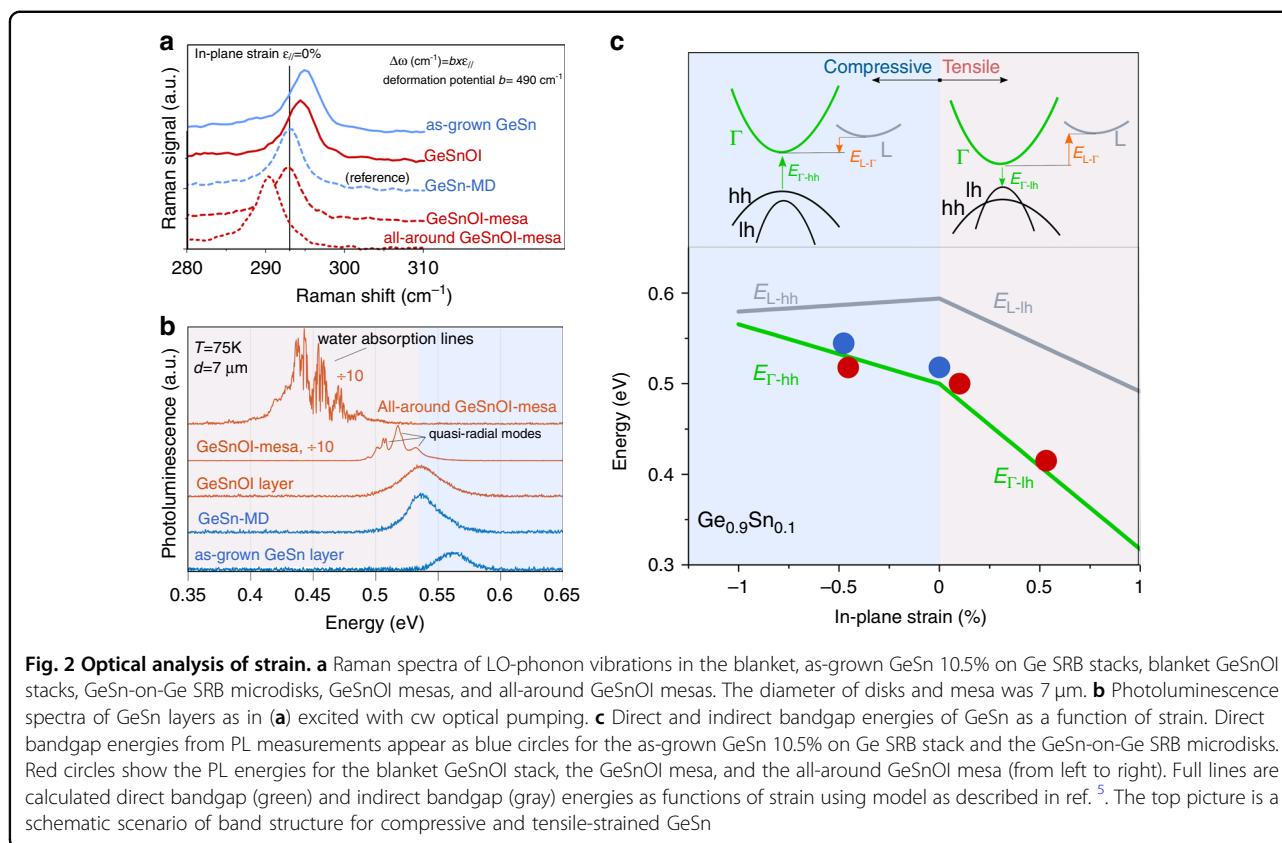 a
In-plane strain ε//=0%
Δω (cm⁻¹)=bxε//
deformation potential b= 490 cm⁻¹
as-grown GeSn
GeSnOI
(reference)
GeSn-MD
GeSnOI-mesa
all-around GeSnOI-mesa
Raman signal (a.u.)
280 290 300 310
Raman shift (cm⁻¹)
b
T=75K
d=7 μm
water absorption lines
÷10
All-around GeSnOI-mesa
GeSnOI-mesa, ÷10
quasi-radial modes
GeSnOI layer
GeSn-MD
as-grown GeSn layer
Photoluminescence (a.u.)
0.35 0.40 0.45 0.50 0.55 0.60 0.65
Energy (eV)
c
Compressive Tensile
Γ
L
E_L-Γ
E_Γ-hh
hh
lh
Γ
L
E_L-Γ
E_Γ-lh
lh
hh
0.6
0.5
0.4
0.3
Energy (eV)
E_L-hh
E_L-lh
E_Γ-hh
E_Γ-lh
Ge₀.₉Sn₀.₁
−1 −0.5 0 0.5 1
In-plane strain (%)
Fig. 2 Optical analysis of strain. a Raman spectra of LO-phonon vibrations in the blanket, as-grown GeSn 10.5% on Ge SRB stacks, blanket GeSnOI
stacks, GeSn-on-Ge SRB microdisks, GeSnOI mesas, and all-around GeSnOI mesas. The diameter of disks and mesa was 7 μm. b Photoluminescence
spectra of GeSn layers as in (a) excited with cw optical pumping. c Direct and indirect bandgap energies of GeSn as a function of strain. Direct
bandgap energies from PL measurements appear as blue circles for the as-grown GeSn 10.5% on Ge SRB stack and the GeSn-on-Ge SRB microdisks.
Red circles show the PL energies for the blanket GeSnOI stack, the GeSnOI mesa, and the all-around GeSnOI mesa (from left to right). Full lines are
calculated direct bandgap (green) and indirect bandgap (gray) energies as functions of strain using model as described in ref. ⁵. The top picture is a
schematic scenario of band structure for compressive and tensile-strained GeSn